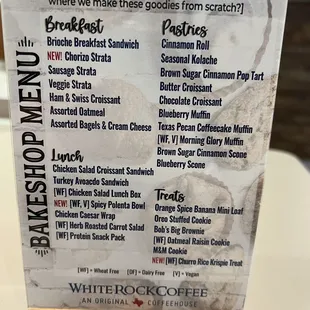 where we make these goodies from scratch?]
BAKESHOP MENU
Breakfast
Brioche Breakfast Sandwich
NEW! Chorizo Strata
Sausage Strata
Veggie Strata
Ham & Swiss Croissant
Assorted Oatmeal
Assorted Bagels & Cream Cheese
Lunch
Chicken Salad Croissant Sandwich
Turkey Avoacdo Sandwich
[WF] Chicken Salad Lunch Box
NEW! [WF, V] Spicy Polenta Bowl
Chicken Caesar Wrap
[WF] Herb Roasted Carrot Salad
[WF] Protein Snack Pack
Pastries
Cinnamon Roll
Seasonal Kolache
Brown Sugar Cinnamon Pop Tart
Butter Croissant
Chocolate Croissant
Blueberry Muffin
Texas Pecan Coffeecake Muffin
[WF, V] Morning Glory Muffin
Brown Sugar Cinnamon Scone
Blueberry Scone
Treats
Orange Spice Banana Mini Loaf
Oreo Stuffed Cookie
Bob's Big Brownie
[WF] Oatmeal Raisin Cookie
M&M Cookie
NEW! [WF] Churro Rice Krispie Treat
[WF] = Wheat Free / [DF] = Dairy Free / [V] = Vegan
WHITE ROCK COFFEE
AN ORIGINAL COFFEEHOUSE